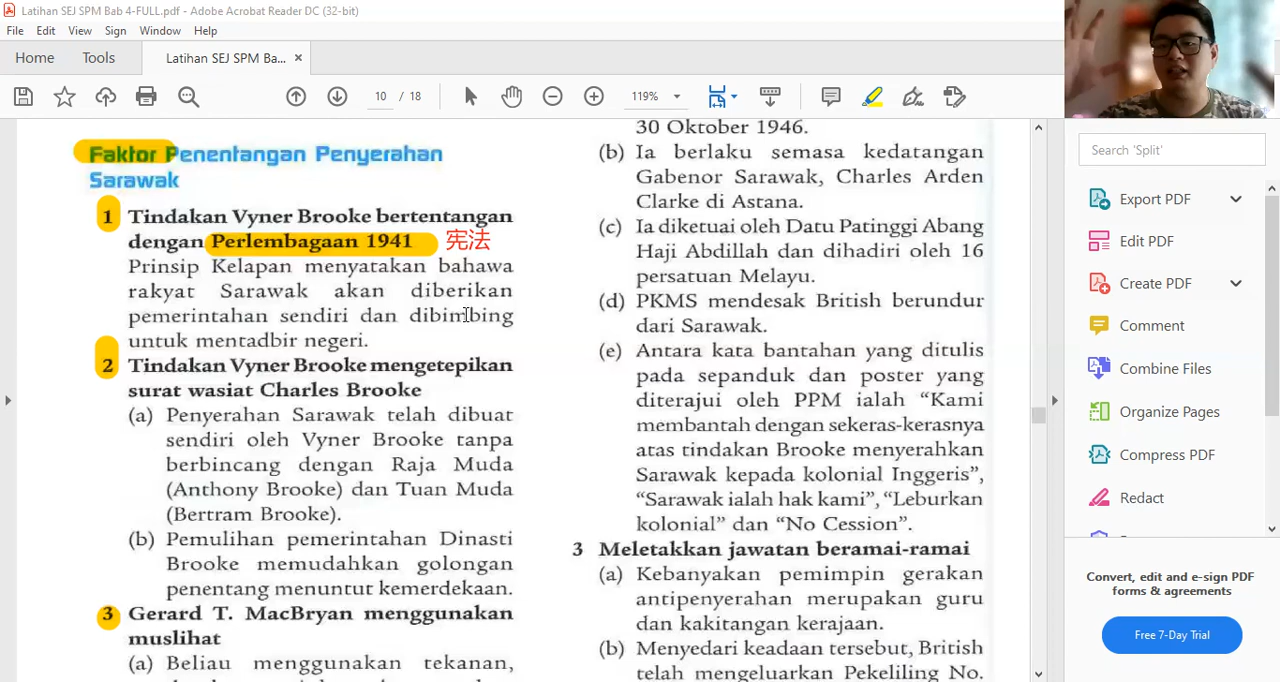 Latihan SEJ SPM Bab 4-FULL.pdf - Adobe Acrobat Reader DC (32-bit)
File Edit View Sign Window Help
Home Tools Latihan SEJ SPM Ba... ×
10 / 18 119%
Faktor Penentangan Penyerahan
Sarawak
1 Tindakan Vyner Brooke bertentangan
dengan Perlembagaan 1941 宪法
Prinsip Kelapan menyatakan bahawa
rakyat Sarawak akan diberikan
pemerintahan sendiri dan dibimbing
untuk mentadbir negeri.
2 Tindakan Vyner Brooke mengetepikan
surat wasiat Charles Brooke
(a) Penyerahan Sarawak telah dibuat
sendiri oleh Vyner Brooke tanpa
berbincang dengan Raja Muda
(Anthony Brooke) dan Tuan Muda
(Bertram Brooke).
(b) Pemulihan pemerintahan Dinasti
Brooke memudahkan golongan
penentang menuntut kemerdekaan.
3 Gerard T. MacBryan menggunakan
muslihat
(a) Beliau menggunakan tekanan,
30 Oktober 1946.
(b) Ia berlaku semasa kedatangan
Gabenor Sarawak, Charles Arden
Clarke di Astana.
(c) Ia diketuai oleh Datu Patinggi Abang
Haji Abdillah dan dihadiri oleh 16
persatuan Melayu.
(d) PKMS mendesak British berundur
dari Sarawak.
(e) Antara kata bantahan yang ditulis
pada sepanduk dan poster yang
diterajui oleh PPM ialah “Kami
membantah dengan sekeras-kerasnya
atas tindakan Brooke menyerahkan
Sarawak kepada kolonial Inggeris”,
“Sarawak ialah hak kami”, “Leburkan
kolonial” dan “No Cession”.
3 Meletakkan jawatan beramai-ramai
(a) Kebanyakan pemimpin gerakan
antipenyerahan merupakan guru
dan kakitangan kerajaan.
(b) Menyedari keadaan tersebut, British
telah mengeluarkan Pekeliling No.
Search 'Split'
Export PDF
Edit PDF
Create PDF
Comment
Combine Files
Organize Pages
Compress PDF
Redact
Convert, edit and e-sign PDF
forms & agreements
Free 7-Day Trial